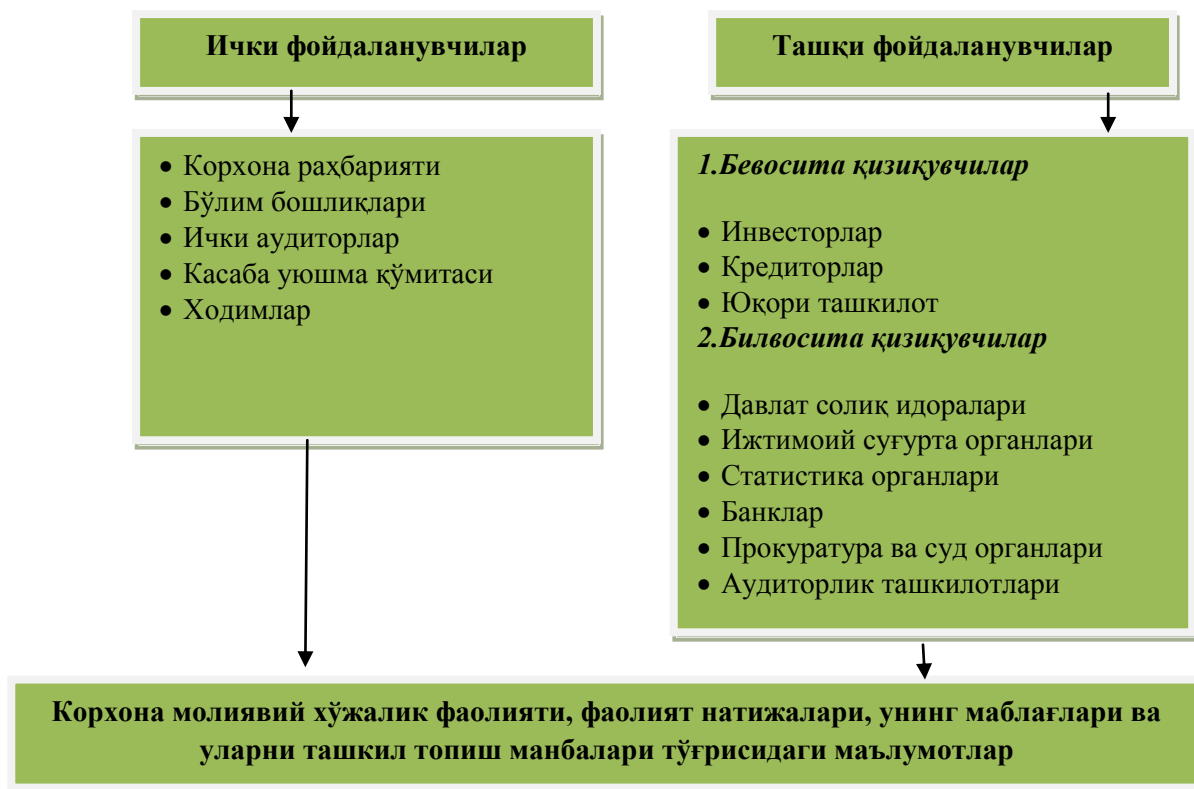 Ички фойдаланувчилар
Ташқи фойдаланувчилар
• Корхона раҳбарияти
• Бўлим бошлиқлари
• Ички аудиторлар
• Касаба уюшма қўмитаси
• Ходимлар
1.Бевосита қизиқувчилар
• Инвесторлар
• Кредиторлар
• Юқори ташкилот
2.Билвосита қизиқувчилар
• Давлат солиқ идоралари
• Ижтимоий суғурта органлари
• Статистика органлари
• Банклар
• Прокуратура ва суд органлари
• Аудиторлик ташкилотлари
Корхона молиявий хўжалик фаолияти, фаолият натижалари, унинг маблағлари ва
уларни ташкил топиш манбалари тўғрисидаги маълумотлар